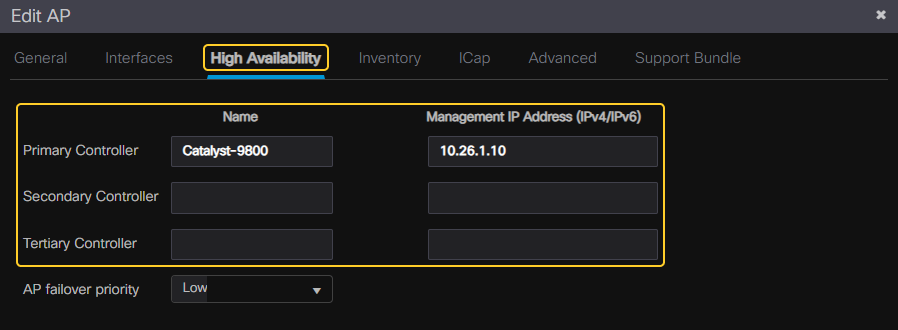 Edit AP
General Interfaces High Availability Inventory ICap Advanced Support Bundle
Name Management IP Address (IPv4/IPv6)
Primary Controller Catalyst-9800 10.26.1.10
Secondary Controller
Tertiary Controller
AP failover priority Low